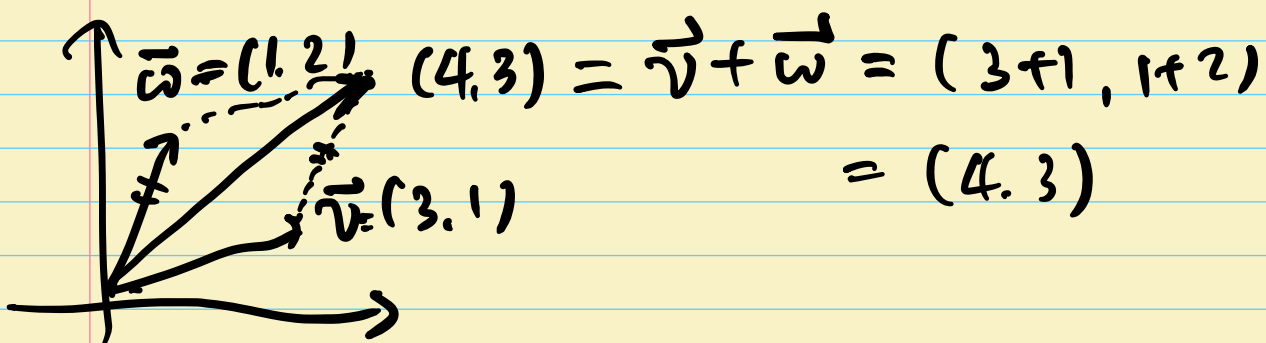 w⃗ = (1, 2) (4, 3) = v⃗ + w⃗ = (3+1, 1+2)
= (4. 3)
v⃗ = (3, 1)